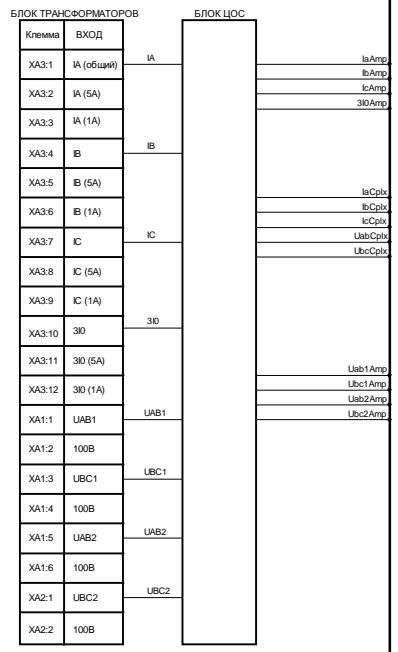 БЛОК ТРАНСФОРМАТОРОВ БЛОК ЦОС
Клемма ВХОД
XA3:1 IA (общий) IA IaAmp
IbAmp
XA3:2 IA (5A) IcAmp
3I0Amp
XA3:3 IA (1A)
XA3:4 IB IB
XA3:5 IB (5A)
IaCplx
XA3:6 IB (1A) IbCplx
IcCplx
XA3:7 IC IC UabCplx
UbcCplx
XA3:8 IC (5A)
XA3:9 IC (1A)
XA3:10 3I0 3I0
XA3:11 3I0 (5A)
Uab1Amp
XA3:12 3I0 (1A) Ubc1Amp
Uab2Amp
XA1:1 UAB1 UAB1 Ubc2Amp
XA1:2 100В
XA1:3 UBC1 UBC1
XA1:4 100В
XA1:5 UAB2 UAB2
XA1:6 100В
XA2:1 UBC2 UBC2
XA2:2 100В